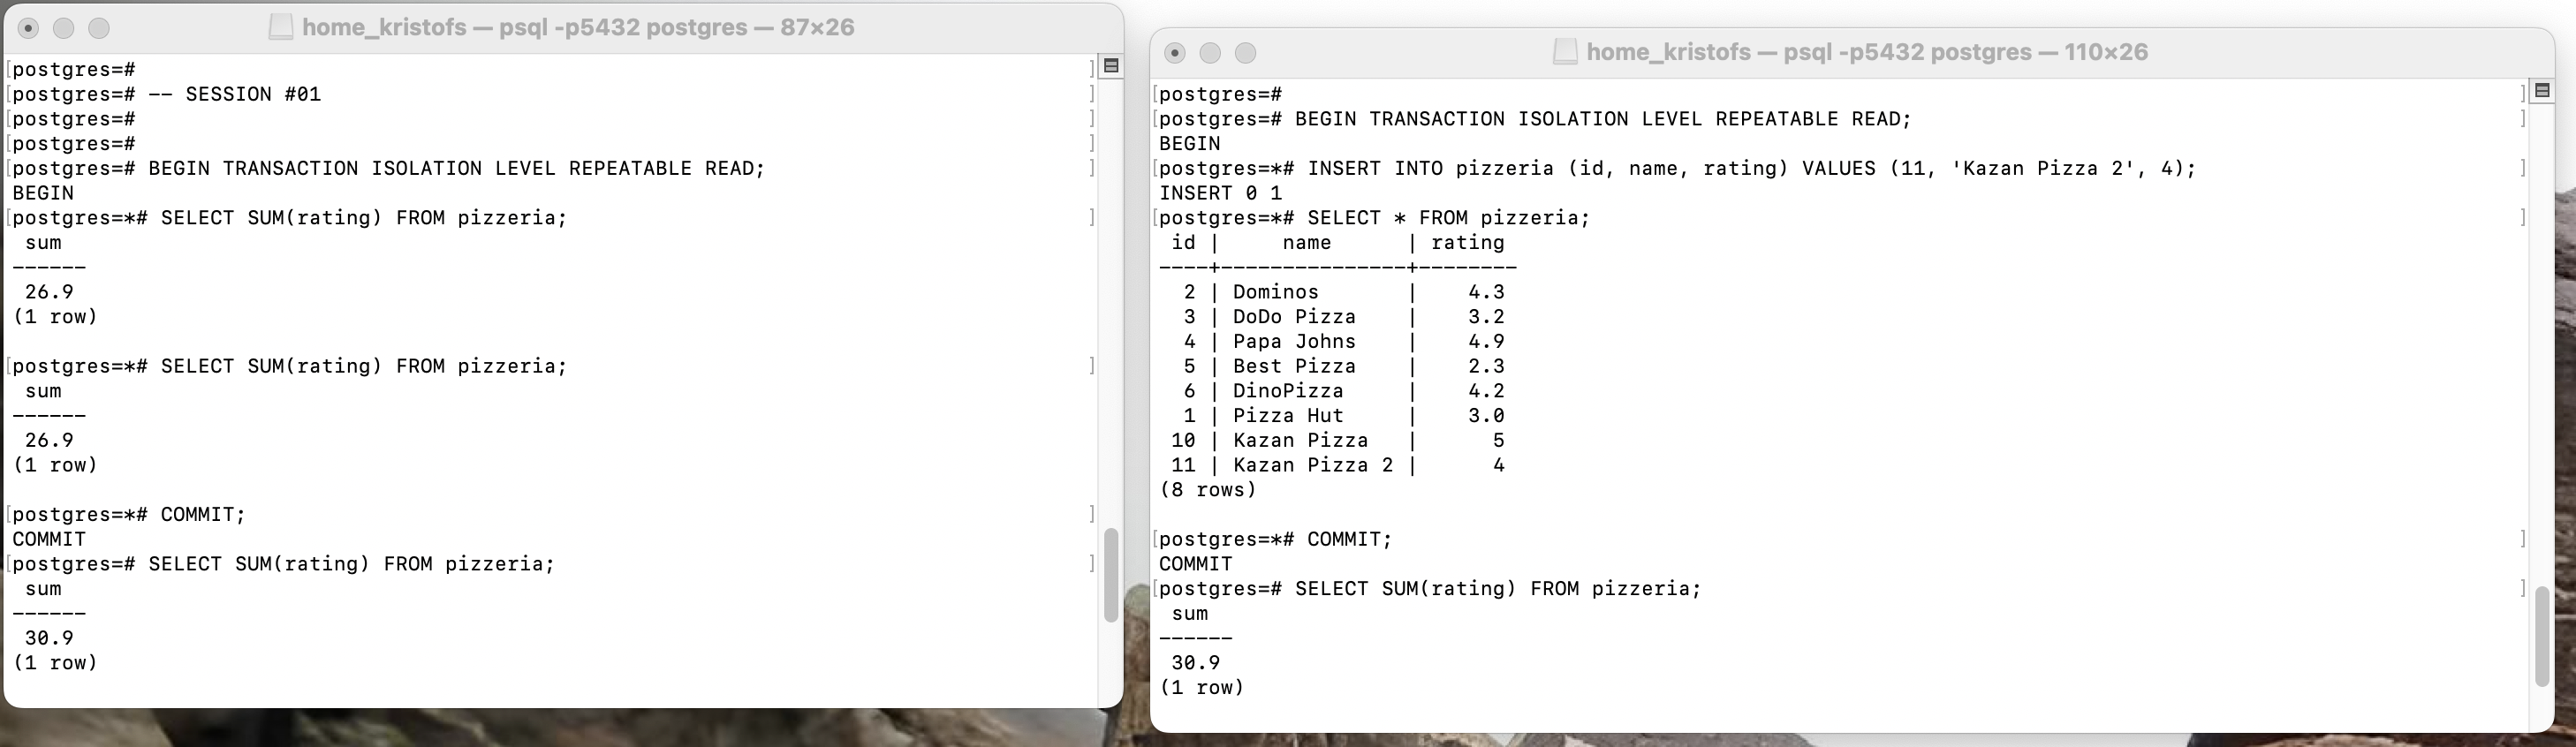 home_kristofs — psql -p5432 postgres — 87×26
[postgres=# ]
[postgres=# -- SESSION #01 ]
[postgres=# ]
[postgres=# ]
[postgres=# BEGIN TRANSACTION ISOLATION LEVEL REPEATABLE READ; ]
BEGIN
[postgres=*# SELECT SUM(rating) FROM pizzeria; ]
 sum
------
 26.9
(1 row)

[postgres=*# SELECT SUM(rating) FROM pizzeria; ]
 sum
------
 26.9
(1 row)

[postgres=*# COMMIT; ]
COMMIT
[postgres=# SELECT SUM(rating) FROM pizzeria; ]
 sum
------
 30.9
(1 row)

home_kristofs — psql -p5432 postgres — 110×26
[postgres=# ]
[postgres=# BEGIN TRANSACTION ISOLATION LEVEL REPEATABLE READ; ]
BEGIN
[postgres=*# INSERT INTO pizzeria (id, name, rating) VALUES (11, 'Kazan Pizza 2', 4); ]
INSERT 0 1
[postgres=*# SELECT * FROM pizzeria; ]
 id |     name      | rating
----+---------------+--------
  2 | Dominos       |    4.3
  3 | DoDo Pizza    |    3.2
  4 | Papa Johns    |    4.9
  5 | Best Pizza    |    2.3
  6 | DinoPizza     |    4.2
  1 | Pizza Hut     |    3.0
 10 | Kazan Pizza   |      5
 11 | Kazan Pizza 2 |      4
(8 rows)

[postgres=*# COMMIT; ]
COMMIT
[postgres=# SELECT SUM(rating) FROM pizzeria; ]
 sum
------
 30.9
(1 row)